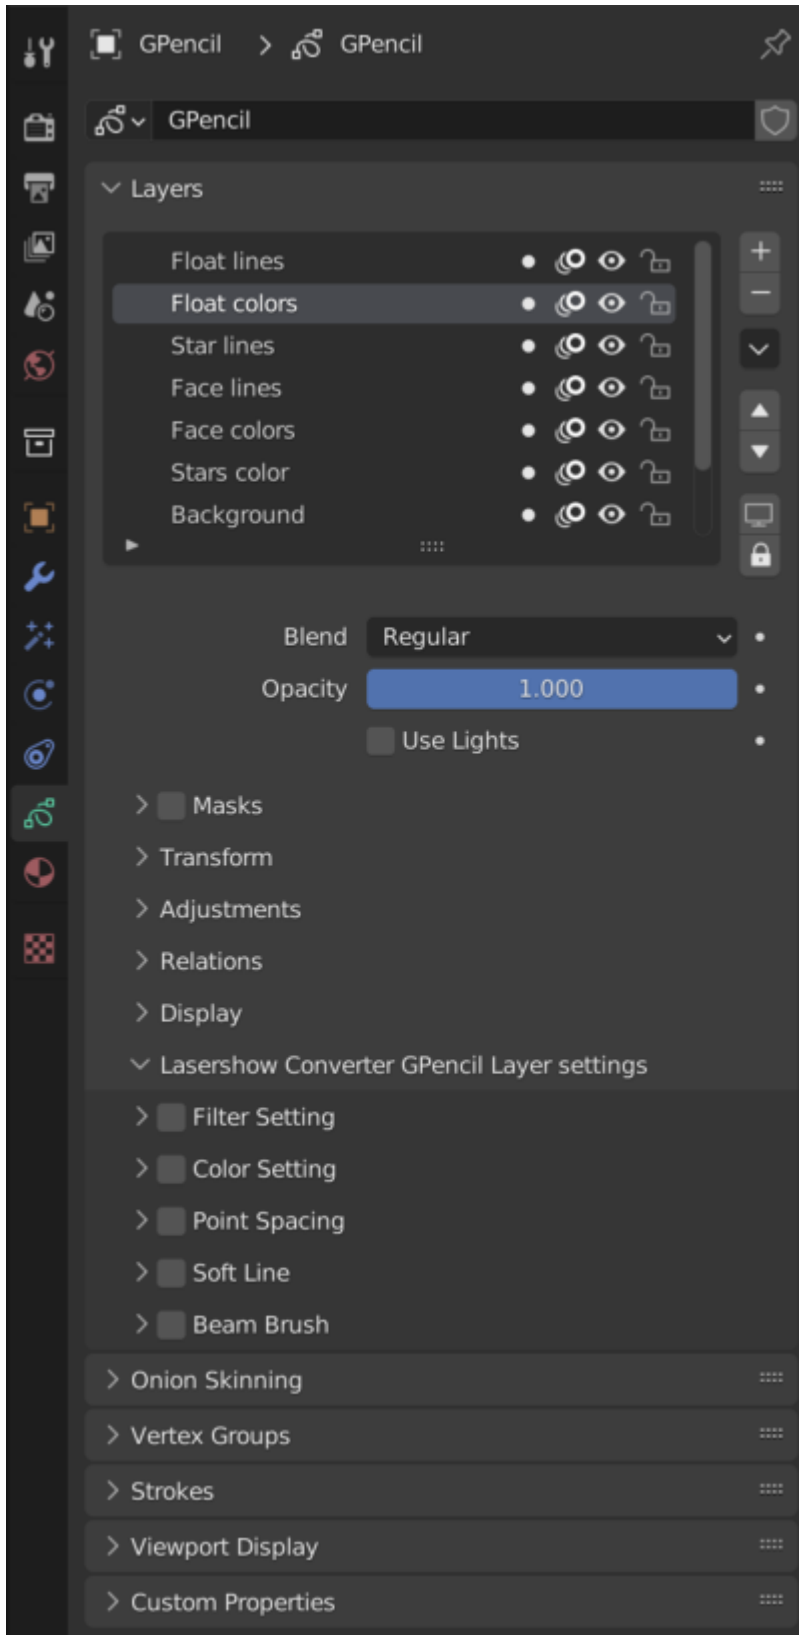 GPencil > GPencil
GPencil
Layers
Float lines
Float colors
Star lines
Face lines
Face colors
Stars color
Background
Blend Regular
Opacity 1.000
Use Lights
Masks
Transform
Adjustments
Relations
Display
Lasershow Converter GPencil Layer settings
Filter Setting
Color Setting
Point Spacing
Soft Line
Beam Brush
Onion Skinning
Vertex Groups
Strokes
Viewport Display
Custom Properties